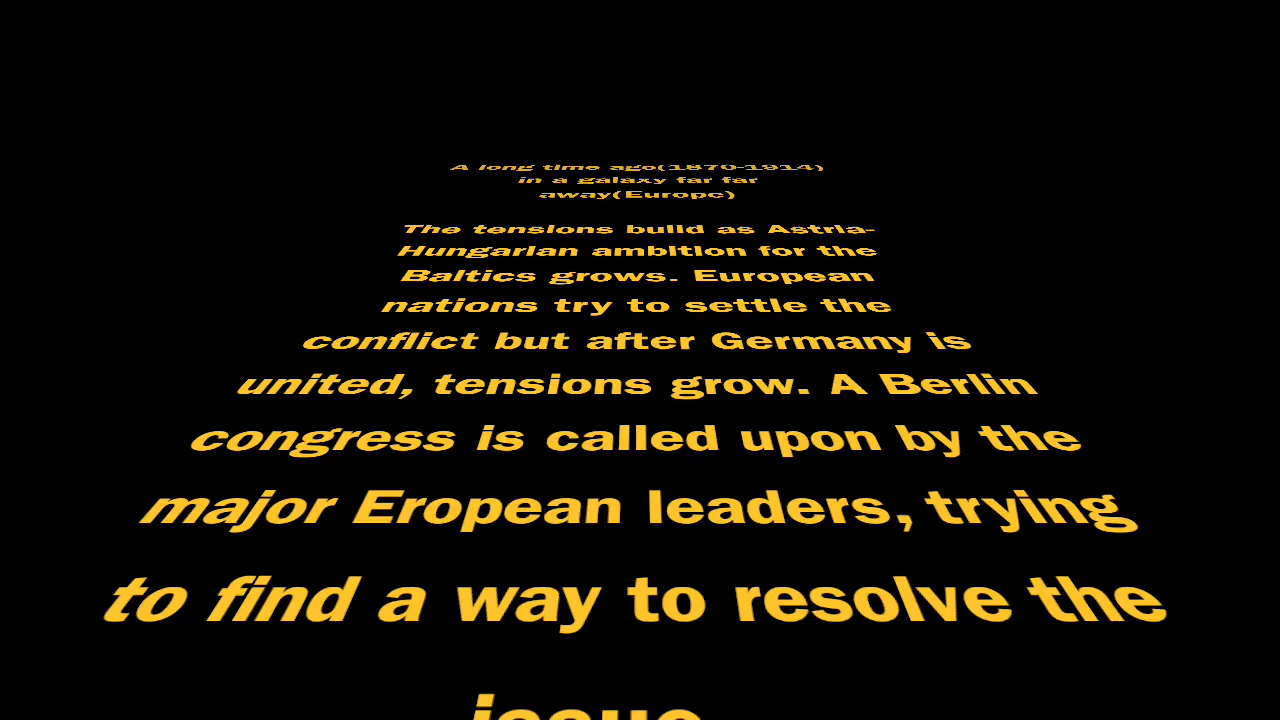 A long time ago(1870-1914)
in a galaxy far far
away(Europe)
The tensions build as Astria-
Hungarian ambition for the
Baltics grows. European
nations try to settle the
conflict but after Germany is
united, tensions grow. A Berlin
congress is called upon by the
major Eropean leaders, trying
to find a way to resolve the
issue